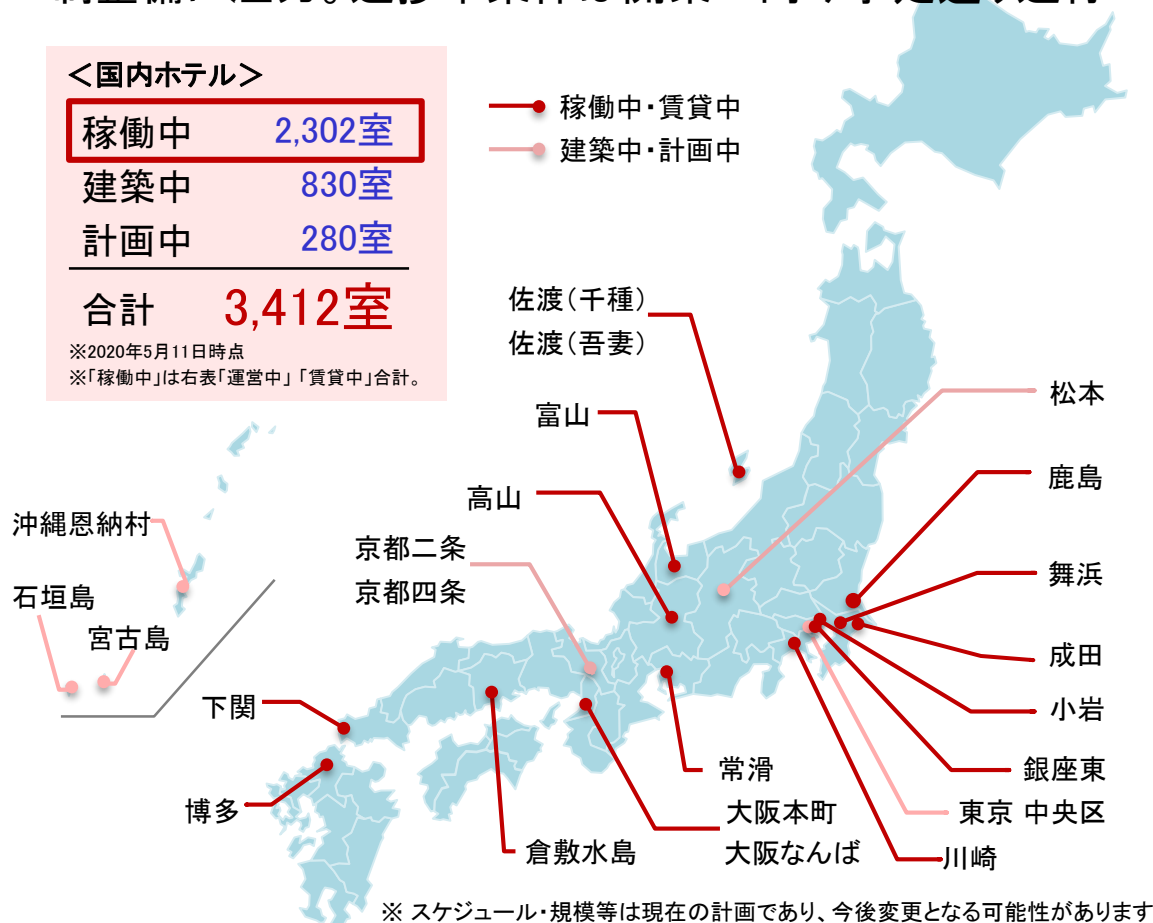 ＜国内ホテル＞
稼働中 2,302室
建築中 830室
計画中 280室
合計 3,412室
※2020年5月11日時点
※「稼働中」は右表「運営中」「賃貸中」合計。
稼働中・賃貸中
建築中・計画中
佐渡（千種）
佐渡（吾妻）
富山
高山
京都二条
京都四条
松本
鹿島
舞浜
成田
小岩
銀座東
東京 中央区
川崎
沖縄恩納村
石垣島
宮古島
下関
博多
倉敷水島
常滑
大阪本町
大阪なんば
※ スケジュール・規模等は現在の計画であり、今後変更となる可能性があります